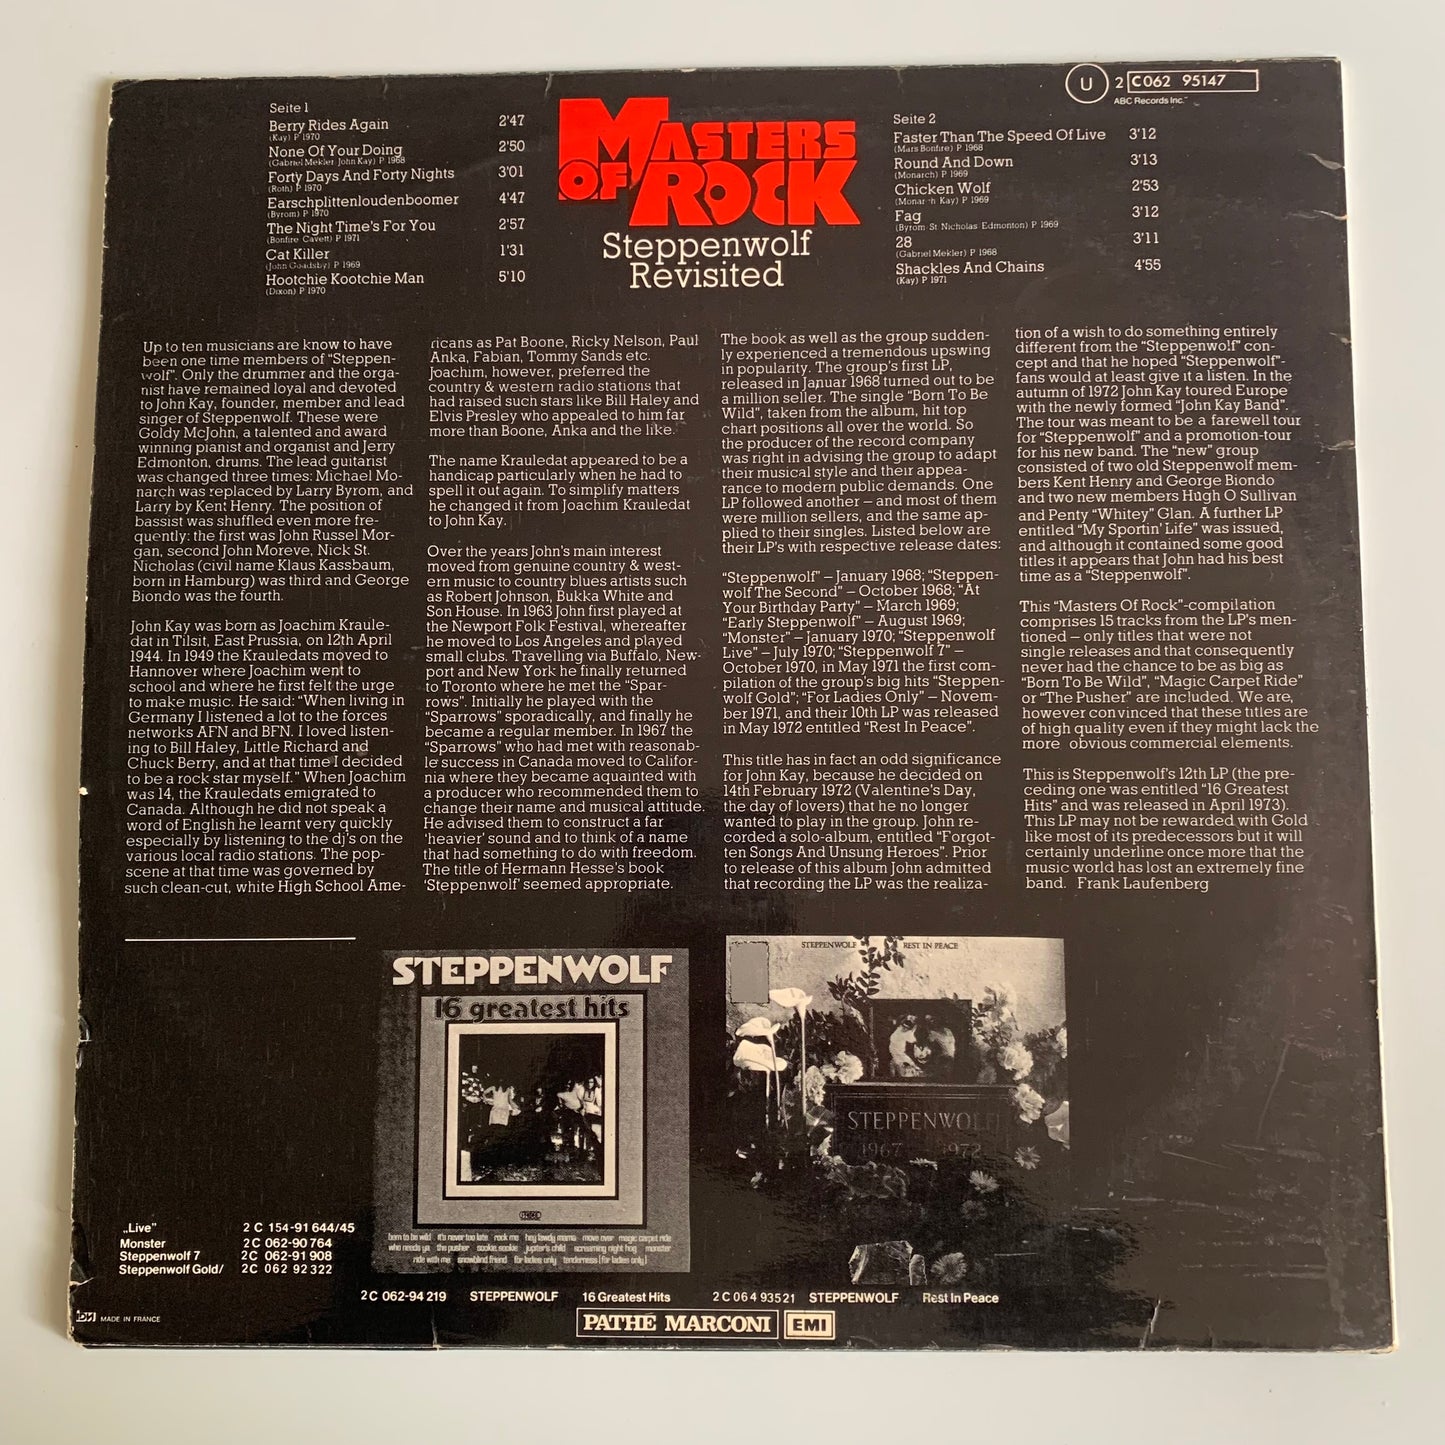 Seite 1
Berry Rides Again 2'47
(Kay) P 1970
None Of Your Doing 2'50
(Gabriel Mekler. John Kay) P 1968
Forty Days And Forty Nights 3'01
(Roth) P 1970
Earschplittenloudenboomer 4'47
(Byrom) P 1970
The Night Time's For You 2'57
(Bonfire Cavett) P 1971
Cat Killer 1'31
(John Goadsby) P 1969
Hootchie Kootchie Man 5'10
(Dixon) P 1970
MASTERS
OF ROCK
Steppenwolf
Revisited
U 2 C062 95147
ABC Records Inc.
Seite 2
Faster Than The Speed Of Live 3'12
(Mars Bonfire) P 1968
Round And Down 3'13
(Monarch) P 1969
Chicken Wolf 2'53
(Monarch Kay) P 1969
Fag 3'12
(Byrom St. Nicholas Edmonton) P 1969
28 3'11
(Gabriel Mekler) P 1968
Shackles And Chains 4'55
(Kay) P 1971
Up to ten musicians are know to have
been one time members of “Steppen-
wolf”. Only the drummer and the orga-
nist have remained loyal and devoted
to John Kay, founder, member and lead
singer of Steppenwolf. These were
Goldy McJohn, a talented and award
winning pianist and organist and Jerry
Edmonton, drums. The lead guitarist
was changed three times: Michael Mo-
narch was replaced by Larry Byrom, and
Larry by Kent Henry. The position of
bassist was shuffled even more fre-
quently: the first was John Russel Mor-
gan, second John Moreve, Nick St.
Nicholas (civil name Klaus Kassbaum,
born in Hamburg) was third and George
Biondo was the fourth.
John Kay was born as Joachim Kraule-
dat in Tilsit, East Prussia, on 12th April
1944. In 1949 the Krauledats moved to
Hannover where Joachim went to
school and where he first felt the urge
to make music. He said: “When living in
Germany I listened a lot to the forces
networks AFN and BFN. I loved listen-
ing to Bill Haley, Little Richard and
Chuck Berry, and at that time I decided
to be a rock star myself.” When Joachim
was 14, the Krauledats emigrated to
Canada. Although he did not speak a
word of English he learnt very quickly
especially by listening to the dj's on the
various local radio stations. The pop-
scene at that time was governed by
such clean-cut, white High School Ame-
ricans as Pat Boone, Ricky Nelson, Paul
Anka, Fabian, Tommy Sands etc.
Joachim, however, preferred the
country & western radio stations that
had raised such stars like Bill Haley and
Elvis Presley who appealed to him far
more than Boone, Anka and the like.
The name Krauledat appeared to be a
handicap particularly when he had to
spell it out again. To simplify matters
he changed it from Joachim Krauledat
to John Kay.
Over the years John's main interest
moved from genuine country & west-
ern music to country blues artists such
as Robert Johnson, Bukka White and
Son House. In 1963 John first played at
the Newport Folk Festival, whereafter
he moved to Los Angeles and played
small clubs. Travelling via Buffalo, New-
port and New York he finally returned
to Toronto where he met the “Spar-
rows”. Initially he played with the
“Sparrows” sporadically, and finally he
became a regular member. In 1967 the
“Sparrows” who had met with reasonab-
le success in Canada moved to Califor-
nia where they became aquainted with
a producer who recommended them to
change their name and musical attitude.
He advised them to construct a far
'heavier' sound and to think of a name
that had something to do with freedom.
The title of Hermann Hesse's book
'Steppenwolf' seemed appropriate.
The book as well as the group sudden-
ly experienced a tremendous upswing
in popularity. The group's first LP,
released in Januar 1968 turned out to be
a million seller. The single “Born To Be
Wild”, taken from the album, hit top
chart positions all over the world. So
the producer of the record company
was right in advising the group to adapt
their musical style and their appea-
rance to modern public demands. One
LP followed another – and most of them
were million sellers, and the same ap-
plied to their singles. Listed below are
their LP's with respective release dates:
“Steppenwolf” – January 1968; “Steppen-
wolf The Second” – October 1968; “At
Your Birthday Party” – March 1969;
“Early Steppenwolf” – August 1969;
“Monster” – January 1970; “Steppenwolf
Live” – July 1970; “Steppenwolf 7” –
October 1970, in May 1971 the first com-
pilation of the group's big hits “Steppen-
wolf Gold”; “For Ladies Only” – Novem-
ber 1971, and their 10th LP was released
in May 1972 entitled “Rest In Peace”.
This title has in fact an odd significance
for John Kay, because he decided on
14th February 1972 (Valentine's Day,
the day of lovers) that he no longer
wanted to play in the group. John re-
corded a solo-album, entitled “Forgot-
ten Songs And Unsung Heroes”. Prior
to release of this album John admitted
that recording the LP was the realiza-
tion of a wish to do something entirely
different from the “Steppenwolf” con-
cept and that he hoped “Steppenwolf”-
fans would at least give it a listen. In the
autumn of 1972 John Kay toured Europe
with the newly formed “John Kay Band”.
The tour was meant to be a farewell tour
for “Steppenwolf” and a promotion-tour
for his new band. The “new” group
consisted of two old Steppenwolf mem-
bers Kent Henry and George Biondo
and two new members Hugh O Sullivan
and Penty “Whitey” Glan. A further LP
entitled “My Sportin' Life” was issued,
and although it contained some good
titles it appears that John had his best
time as a “Steppenwolf”.
This “Masters Of Rock”-compilation
comprises 15 tracks from the LP's men-
tioned – only titles that were not
single releases and that consequently
never had the chance to be as big as
“Born To Be Wild”, “Magic Carpet Ride”
or “The Pusher” are included. We are,
however convinced that these titles are
of high quality even if they might lack the
more obvious commercial elements.
This is Steppenwolf's 12th LP (the pre-
ceding one was entitled “16 Greatest
Hits” and was released in April 1973).
This LP may not be rewarded with Gold
like most of its predecessors but it will
certainly underline once more that the
music world has lost an extremely fine
band. Frank Laufenberg
STEPPENWOLF
16 greatest hits
born to be wild it's never too late rock me hey lawdy mama move over magic carpet ride
who needs ya the pusher sookie, sookie jupiter's child screaming night hog monster
ride with me snowblind friend for ladies only tenderness (for ladies only)
STEPPENWOLF REST IN PEACE
STEPPENWOLF
1967 1972
„Live” 2 C 154-91 644/45
Monster 2 C 062-90 764
Steppenwolf 7 2 C 062-91 908
Steppenwolf Gold/ 2 C 062 92 322
2 C 062-94 219 STEPPENWOLF 16 Greatest Hits
2 C 064 93521 STEPPENWOLF Rest In Peace
MADE IN FRANCE
PATHÉ MARCONI EMI